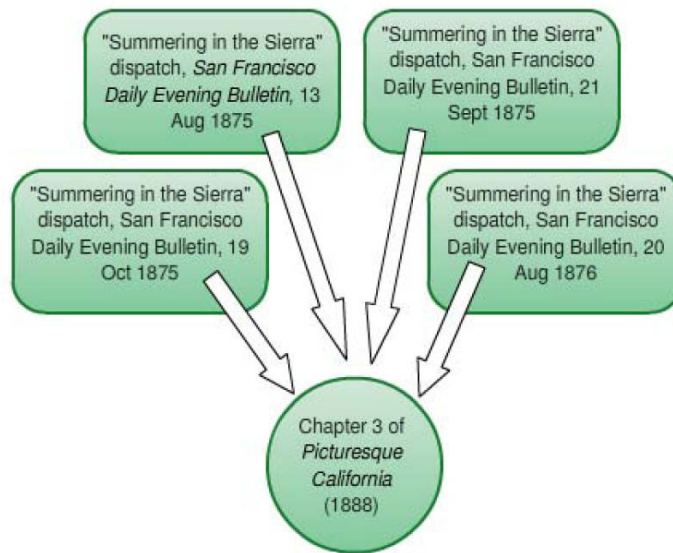 "Summering in the Sierra"
dispatch, San Francisco
Daily Evening Bulletin, 13
Aug 1875
"Summering in the Sierra"
dispatch, San Francisco
Daily Evening Bulletin, 21
Sept 1875
"Summering in the Sierra"
dispatch, San Francisco
Daily Evening Bulletin, 19
Oct 1875
"Summering in the Sierra"
dispatch, San Francisco
Daily Evening Bulletin, 20
Aug 1876
Chapter 3 of
Picturesque
California
(1888)